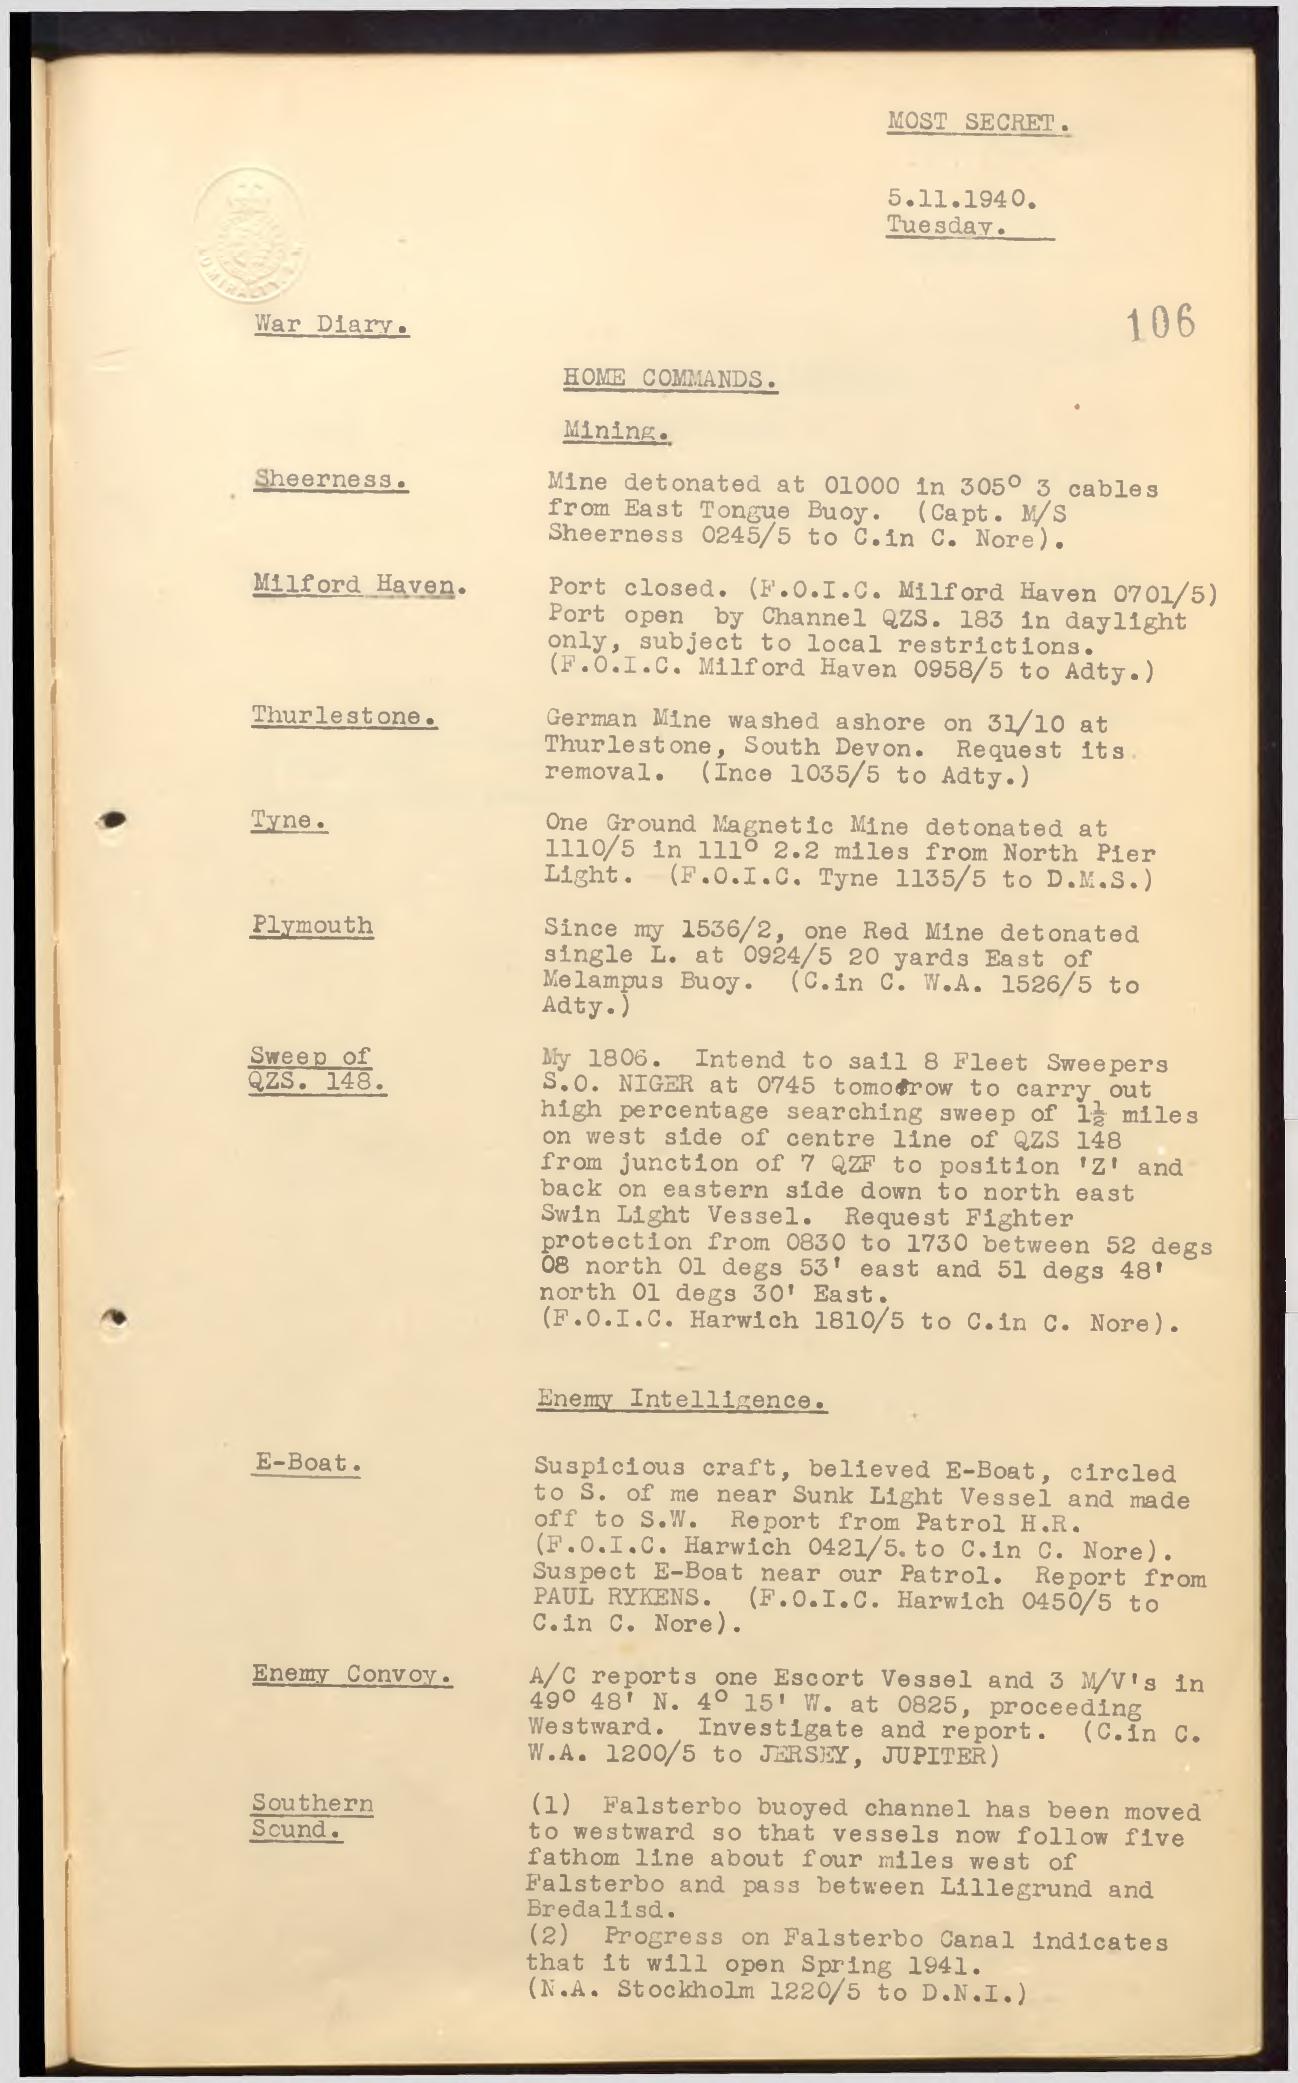 MOST SECRET.
5.11.1940.
Tuesday.
ADMIRALTY
War Diary.
106
HOME COMMANDS.
Mining.
Sheerness.
Mine detonated at 01000 in 305° 3 cables
from East Tongue Buoy. (Capt. M/S
Sheerness 0245/5 to C.in C. Nore).
Milford Haven.
Port closed. (F.O.I.C. Milford Haven 0701/5)
Port open by Channel QZS. 183 in daylight
only, subject to local restrictions.
(F.O.I.C. Milford Haven 0958/5 to Adty.)
Thurlestone.
German Mine washed ashore on 31/10 at
Thurlestone, South Devon. Request its
removal. (Ince 1035/5 to Adty.)
Tyne.
One Ground Magnetic Mine detonated at
1110/5 in 111° 2.2 miles from North Pier
Light. (F.O.I.C. Tyne 1135/5 to D.M.S.)
Plymouth
Since my 1536/2, one Red Mine detonated
single L. at 0924/5 20 yards East of
Melampus Buoy. (C.in C. W.A. 1526/5 to
Adty.)
Sweep of
QZS. 148.
My 1806. Intend to sail 8 Fleet Sweepers
S.O. NIGER at 0745 tomorrow to carry out
high percentage searching sweep of 1½ miles
on west side of centre line of QZS 148
from junction of 7 QZF to position 'Z' and
back on eastern side down to north east
Swin Light Vessel. Request Fighter
protection from 0830 to 1730 between 52 degs
08 north 01 degs 53' east and 51 degs 48'
north 01 degs 30' East.
(F.O.I.C. Harwich 1810/5 to C.in C. Nore).
Enemy Intelligence.
E-Boat.
Suspicious craft, believed E-Boat, circled
to S. of me near Sunk Light Vessel and made
off to S.W. Report from Patrol H.R.
(F.O.I.C. Harwich 0421/5. to C.in C. Nore).
Suspect E-Boat near our Patrol. Report from
PAUL RYKENS. (F.O.I.C. Harwich 0450/5 to
C.in C. Nore).
Enemy Convoy.
A/C reports one Escort Vessel and 3 M/V's in
49° 48' N. 4° 15' W. at 0825, proceeding
Westward. Investigate and report. (C.in C.
W.A. 1200/5 to JERSEY, JUPITER)
Southern
Sound.
(1) Falsterbo buoyed channel has been moved
to westward so that vessels now follow five
fathom line about four miles west of
Falsterbo and pass between Lillegrund and
Bredalisd.
(2) Progress on Falsterbo Canal indicates
that it will open Spring 1941.
(N.A. Stockholm 1220/5 to D.N.I.)